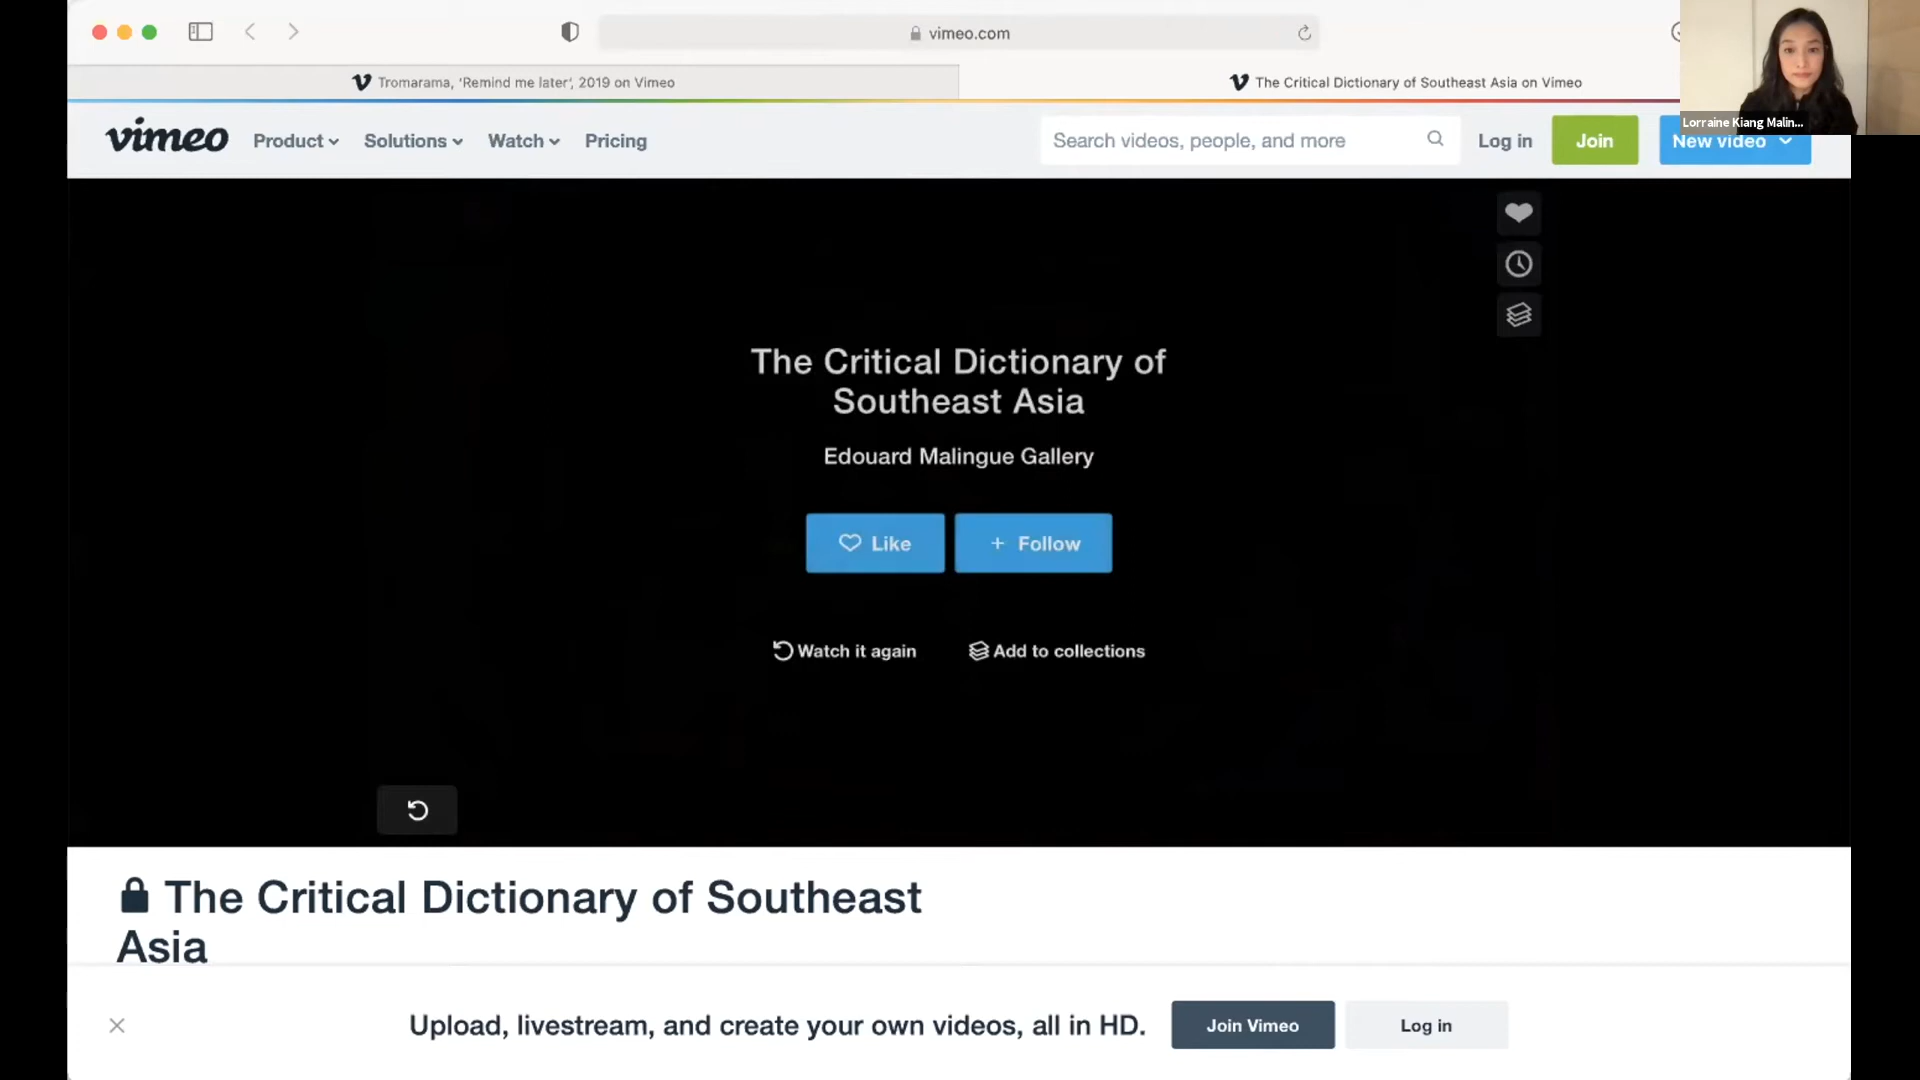 vimeo.com
Tromarama, 'Remind me later', 2019 on Vimeo
The Critical Dictionary of Southeast Asia on Vimeo
Lorraine Kiang Malin...
vimeo
Product
Solutions
Watch
Pricing
Search videos, people, and more
Log in
Join
New video
The Critical Dictionary of
Southeast Asia
Edouard Malingue Gallery
Like
+ Follow
Watch it again
Add to collections
The Critical Dictionary of Southeast
Asia
Upload, livestream, and create your own videos, all in HD.
Join Vimeo
Log in